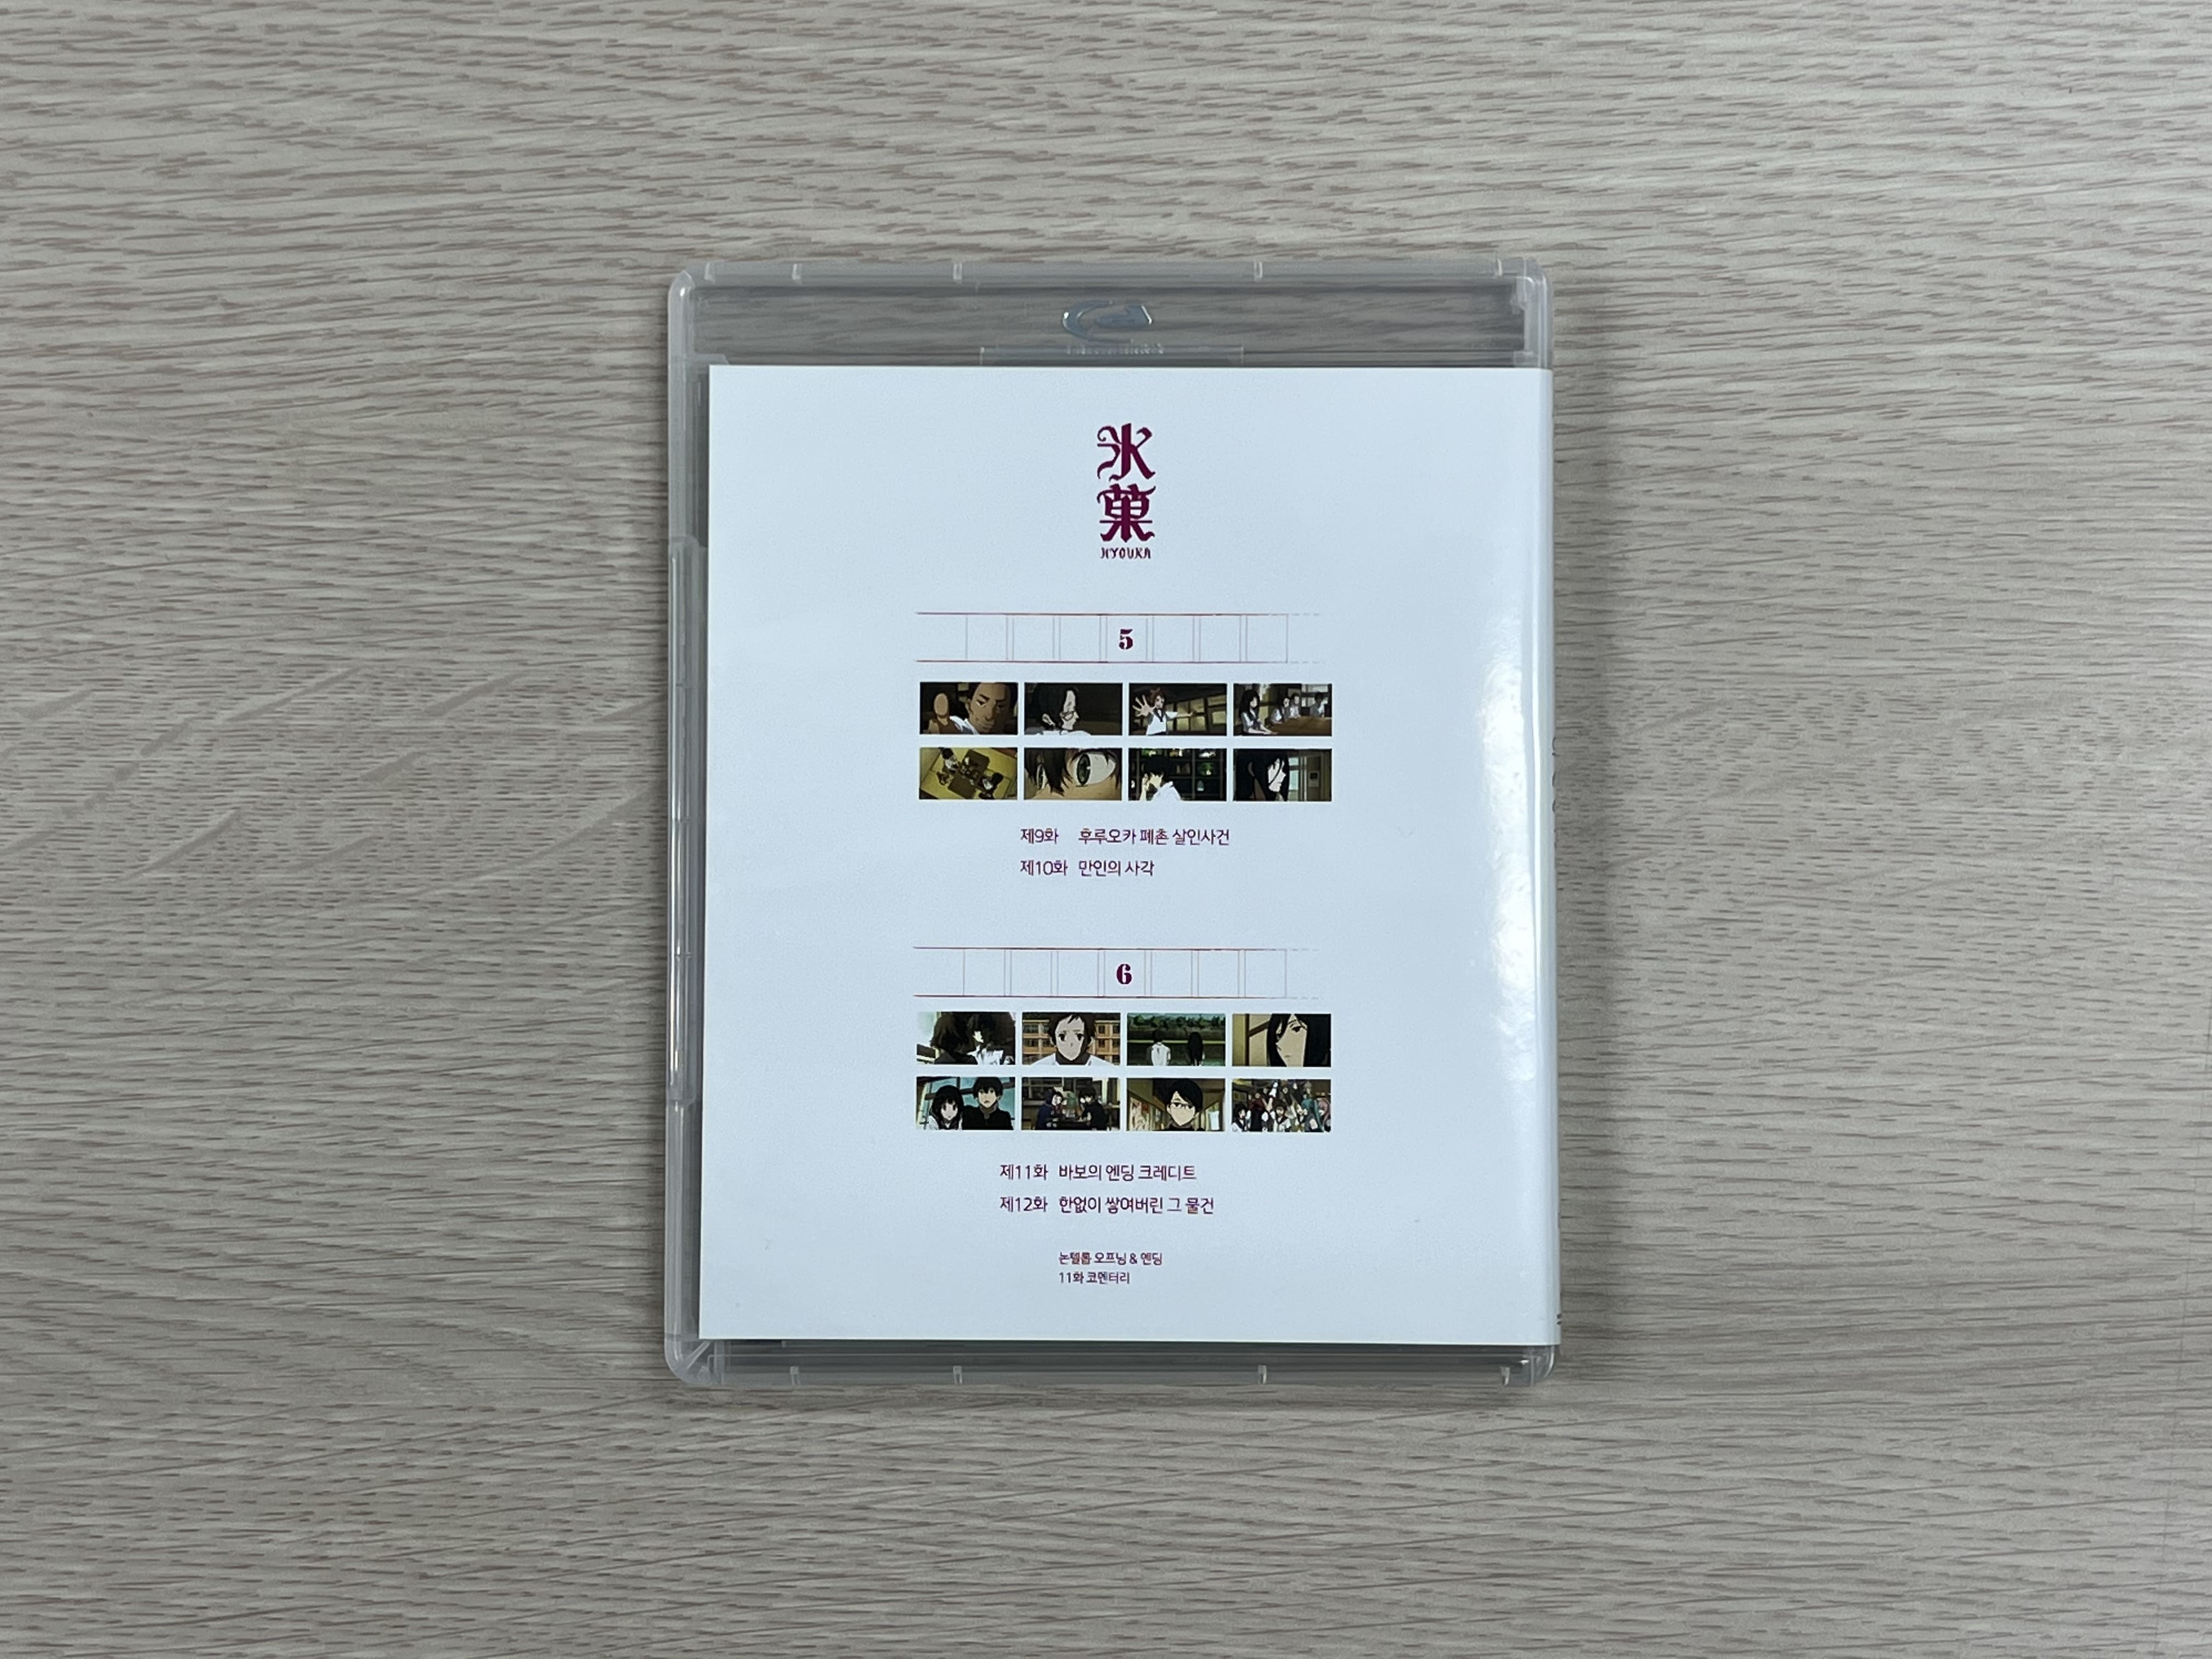 氷菓
HYOUKA
5
제9화 후루오카 폐촌 살인사건
제10화 만인의 사각
6
제11화 바보의 엔딩 크레디트
제12화 한없이 쌓여버린 그 물건
논텔롭 오프닝 & 엔딩
11화 코멘터리